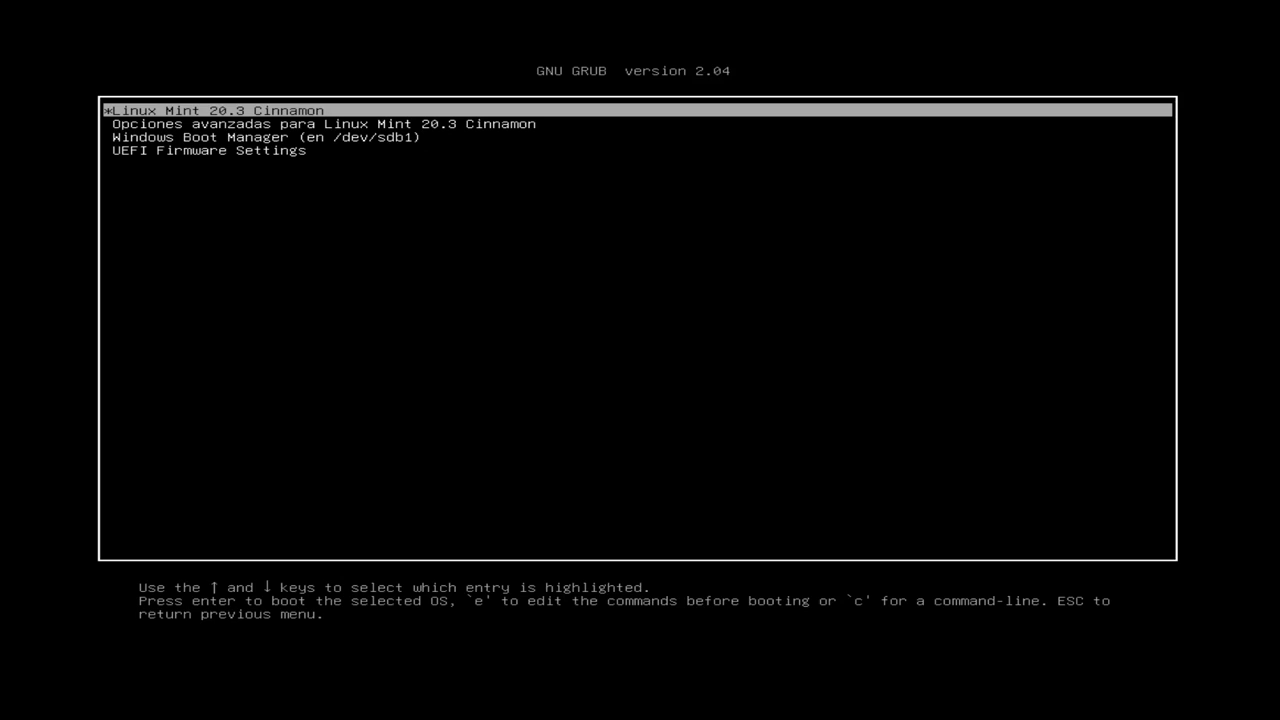 GNU GRUB  version 2.04
*Linux Mint 20.3 Cinnamon
Opciones avanzadas para Linux Mint 20.3 Cinnamon
Windows Boot Manager (en /dev/sdb1)
UEFI Firmware Settings
Use the ↑ and ↓ keys to select which entry is highlighted.
Press enter to boot the selected OS, `e' to edit the commands before booting or `c' for a command-line. ESC to
return previous menu.